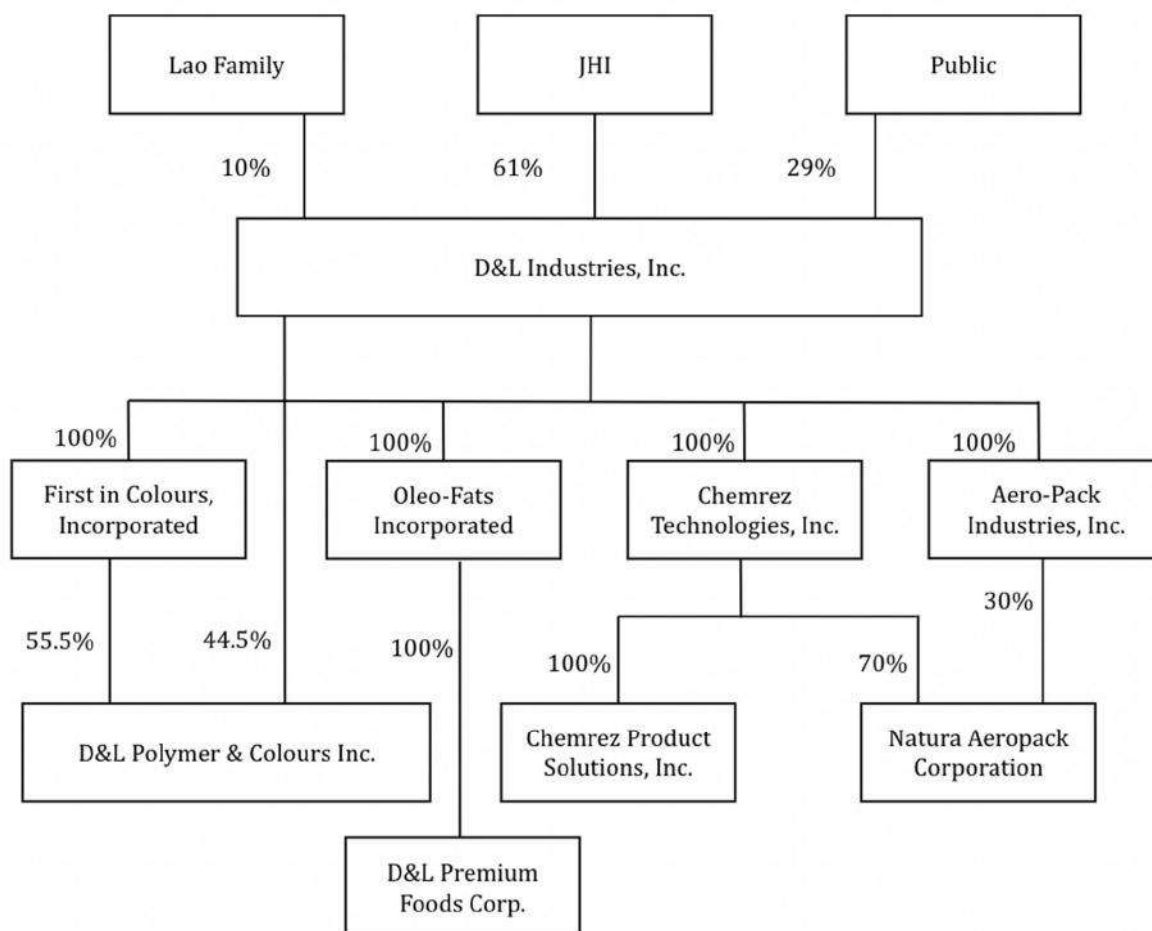 Lao Family
JHI
Public
10%
61%
29%
D&L Industries, Inc.
100%
100%
100%
100%
First in Colours,
Incorporated
Oleo-Fats
Incorporated
Chemrez
Technologies, Inc.
Aero-Pack
Industries, Inc.
55.5%
44.5%
100%
100%
70%
30%
D&L Polymer & Colours Inc.
Chemrez Product
Solutions, Inc.
Natura Aeropack
Corporation
D&L Premium
Foods Corp.